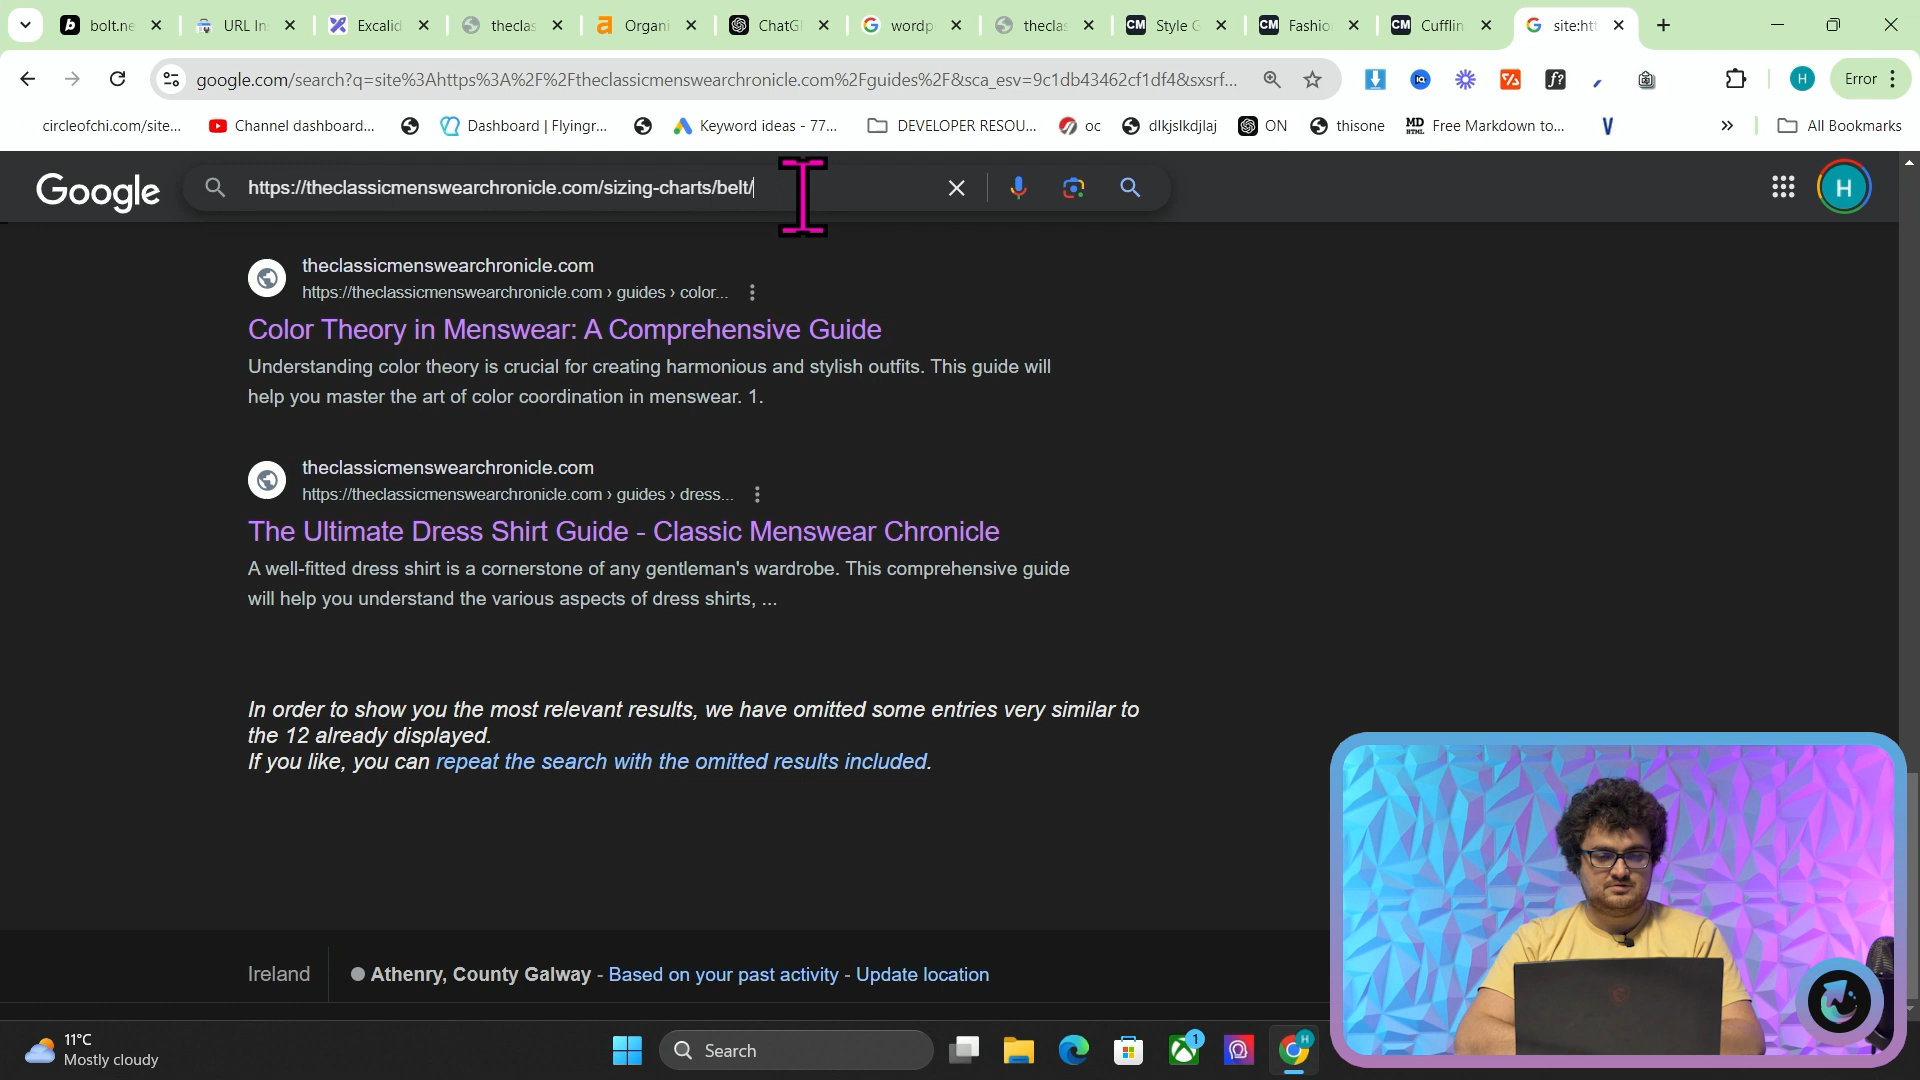 bolt.ne
URL In
Excalid
theclas
Organi
ChatG
wordp
theclas
CM Style G
CM Fashio
CM Cufflin
site:htt
google.com/search?q=site%3Ahttps%3A%2F%2Ftheclassicmenswearchronicle.com%2Fguides%2F&sca_esv=9c1db43462cf1df4&sxsrf...
H
Error
circleofchi.com/site...
Channel dashboard...
Dashboard | Flyingr...
Keyword ideas - 77...
DEVELOPER RESOU...
oc
dlkjslkdjlaj
ON
thisone
Free Markdown to...
All Bookmarks
Google
https://theclassicmenswearchronicle.com/sizing-charts/belt/
H
theclassicmenswearchronicle.com
https://theclassicmenswearchronicle.com › guides › color...
Color Theory in Menswear: A Comprehensive Guide
Understanding color theory is crucial for creating harmonious and stylish outfits. This guide will
help you master the art of color coordination in menswear. 1.
theclassicmenswearchronicle.com
https://theclassicmenswearchronicle.com › guides › dress...
The Ultimate Dress Shirt Guide - Classic Menswear Chronicle
A well-fitted dress shirt is a cornerstone of any gentleman's wardrobe. This comprehensive guide
will help you understand the various aspects of dress shirts, ...
In order to show you the most relevant results, we have omitted some entries very similar to
the 12 already displayed.
If you like, you can repeat the search with the omitted results included.
Ireland
Athenry, County Galway - Based on your past activity - Update location
11°C
Mostly cloudy
Search
1
H